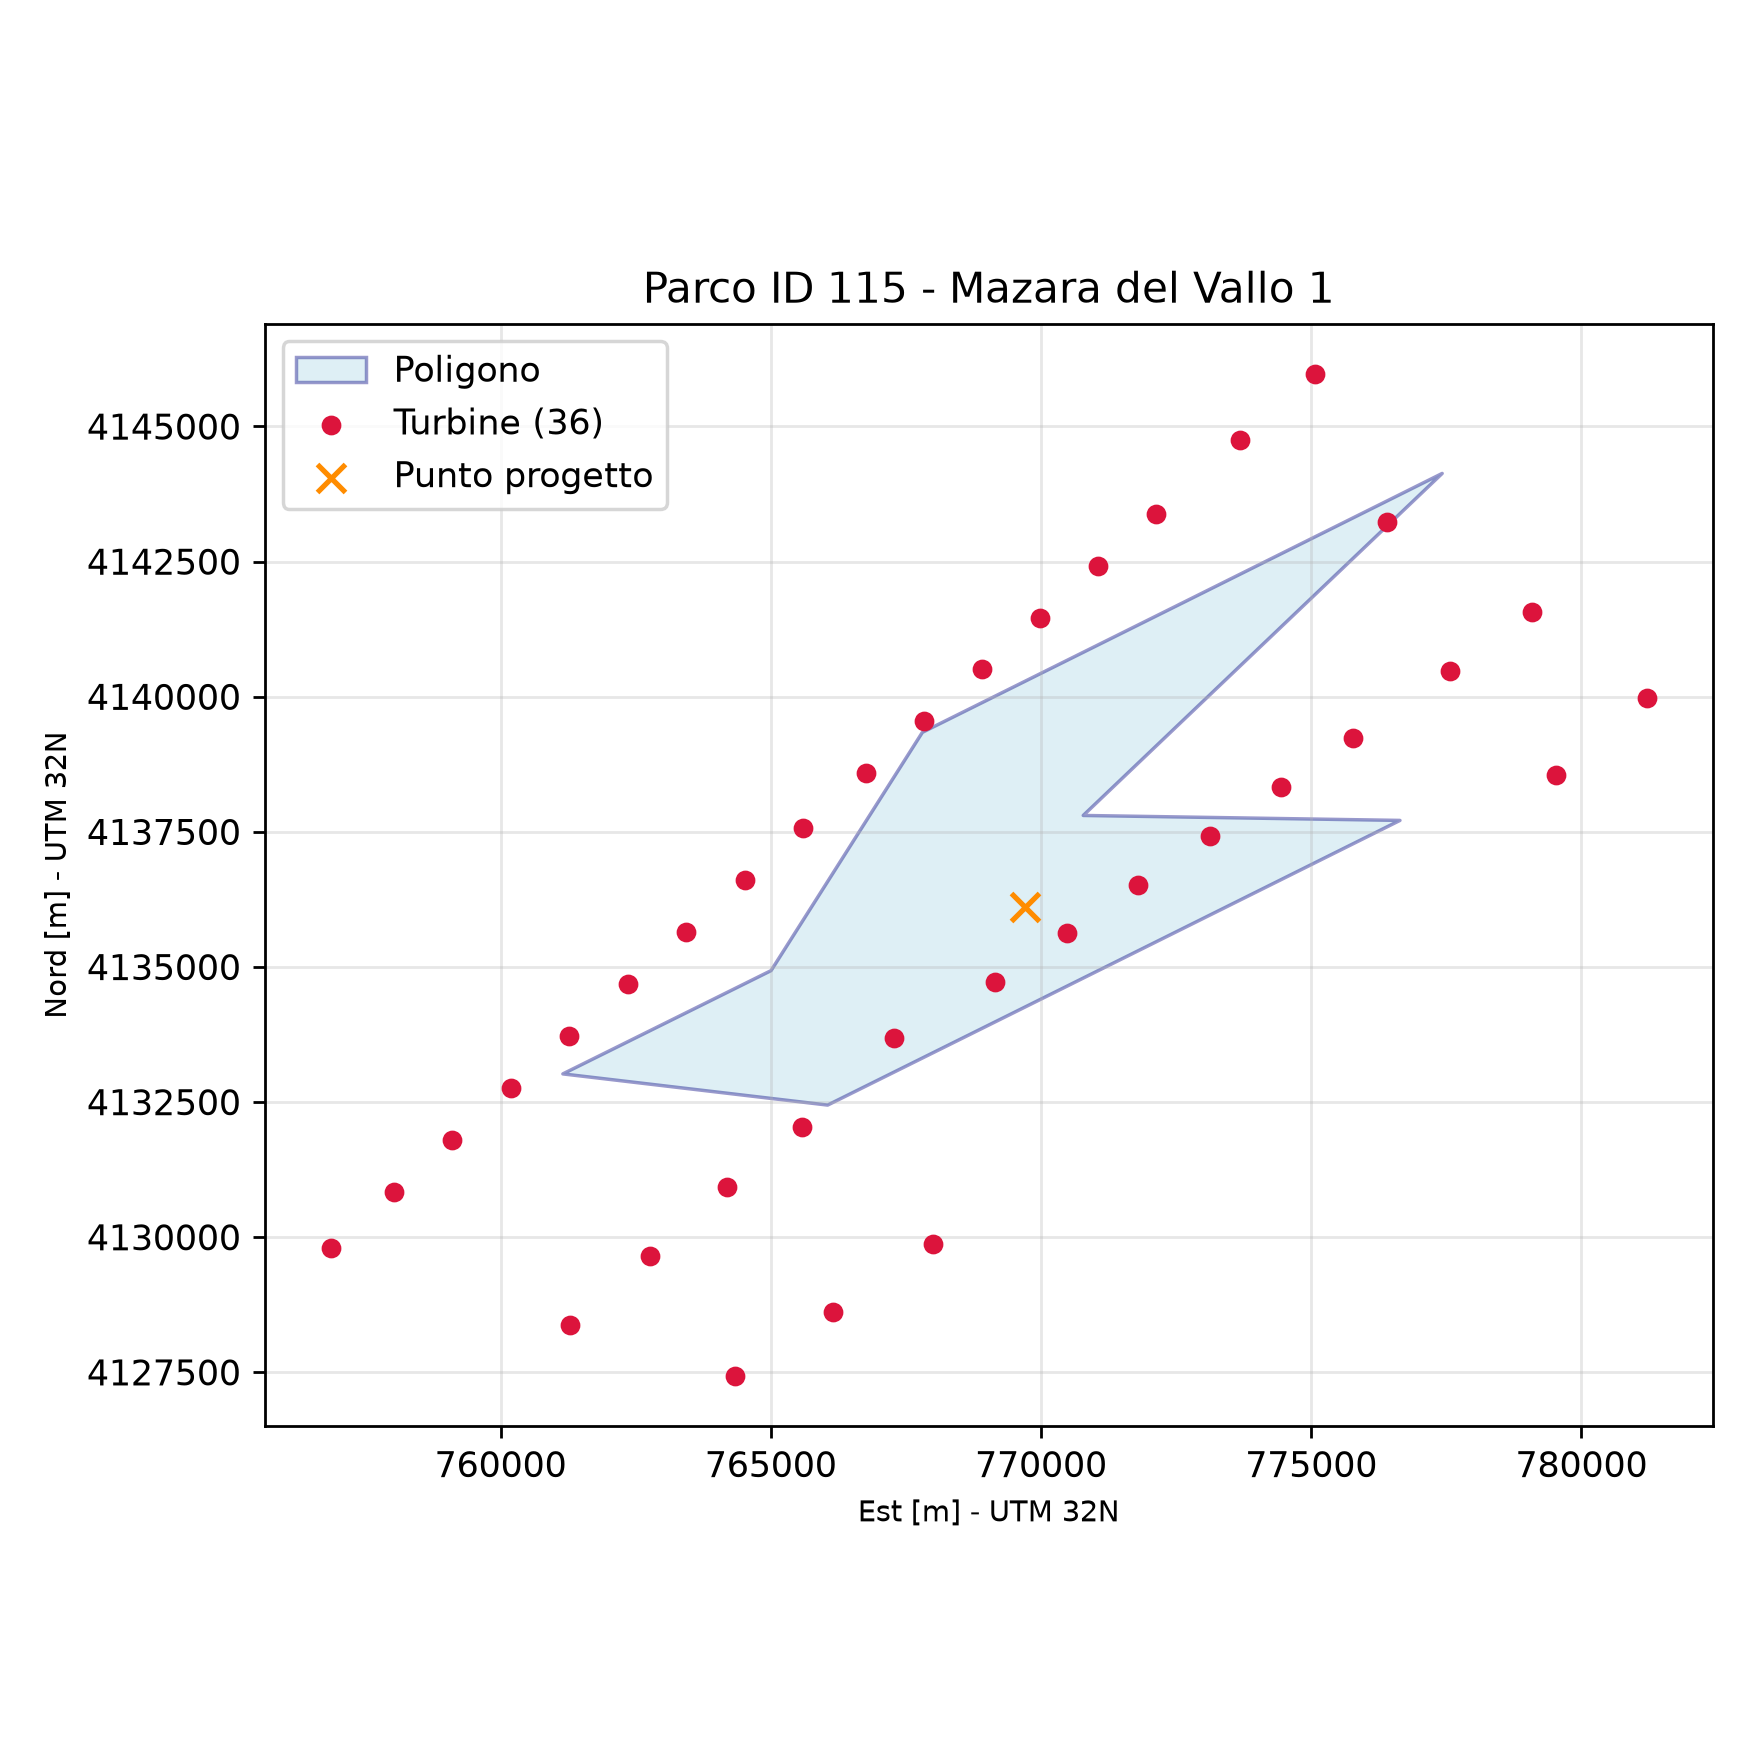 Parco ID 115 - Mazara del Vallo 1
Poligono
Turbine (36)
Punto progetto
4145000
4142500
4140000
4137500
4135000
4132500
4130000
4127500
Nord [m] - UTM 32N
760000 765000 770000 775000 780000
Est [m] - UTM 32N